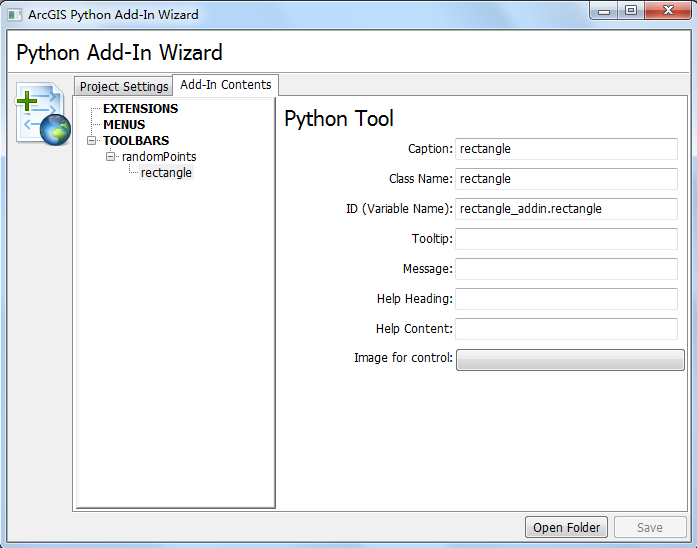 ArcGIS Python Add-In Wizard
Python Add-In Wizard
Project Settings
Add-In Contents
EXTENSIONS
MENUS
TOOLBARS
randomPoints
rectangle
Python Tool
Caption: rectangle
Class Name: rectangle
ID (Variable Name): rectangle_addin.rectangle
Tooltip:
Message:
Help Heading:
Help Content:
Image for control:
Open Folder
Save